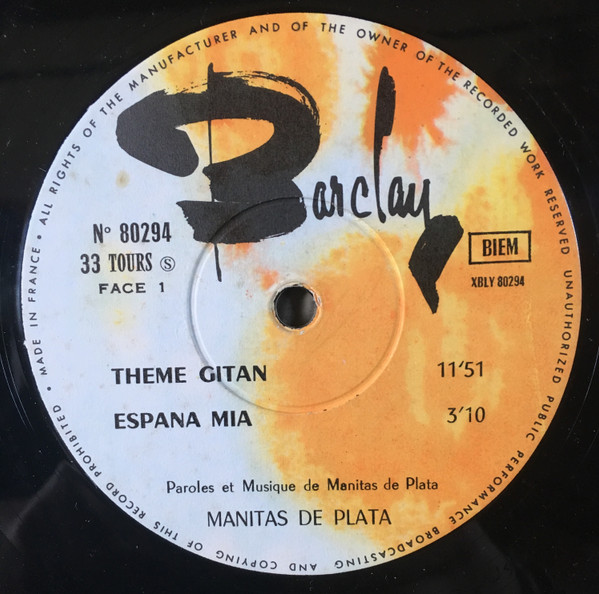 ALL RIGHTS OF THE MANUFACTURER AND OF THE OWNER OF THE RECORDED WORK RESERVED UNAUTHORIZED PUBLIC PERFORMANCE BROADCASTING AND COPYING OF THIS RECORD PROHIBITED • MADE IN FRANCE •
Barclay
N° 80294
33 TOURS Ⓢ
FACE 1
BIEM
XBLY 80294
THEME GITAN 11'51
ESPANA MIA 3'10
Paroles et Musique de Manitas de Plata
MANITAS DE PLATA